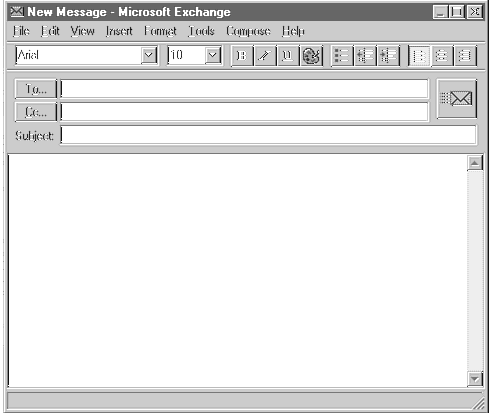 New Message - Microsoft Exchange
File Edit View Insert Format Tools Compose Help
Arial 10 B I U
To...
Cc...
Subject: